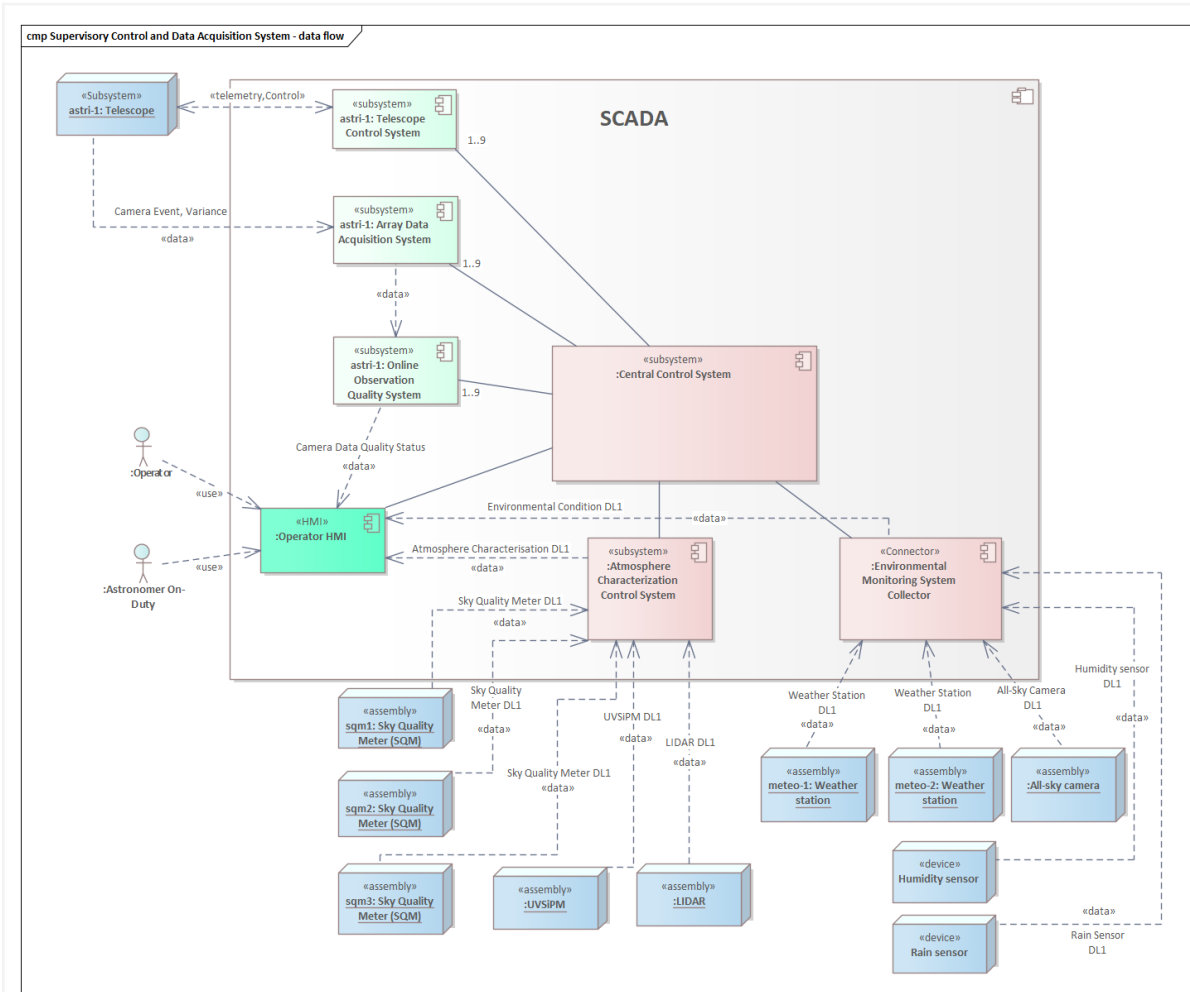 cmp Supervisory Control and Data Acquisition System - data flow
SCADA
«Subsystem»
astri-1: Telescope
«telemetry,Control»
«subsystem»
astri-1: Telescope
Control System
1..9
Camera Event, Variance
«data»
«subsystem»
astri-1: Array Data
Acquisition System
1..9
«data»
«subsystem»
astri-1: Online
Observation
Quality System
1..9
«subsystem»
:Central Control System
Camera Data Quality Status
«data»
:Operator
«use»
«HMI»
:Operator HMI
:Astronomer On-
Duty
«use»
Environmental Condition DL1
«data»
Atmosphere Characterisation DL1
«data»
«subsystem»
:Atmosphere
Characterization
Control System
«Connector»
:Environmental
Monitoring System
Collector
Sky Quality Meter DL1
«data»
Sky Quality
Meter DL1
«data»
Sky Quality Meter DL1
«data»
UVSiPM DL1
«data»
LIDAR DL1
«data»
Weather Station
DL1
«data»
Weather Station
DL1
«data»
All-Sky Camera
DL1
«data»
Humidity sensor
DL1
«data»
«assembly»
sqm1: Sky Quality
Meter (SQM)
«assembly»
sqm2: Sky Quality
Meter (SQM)
«assembly»
sqm3: Sky Quality
Meter (SQM)
«assembly»
:UVSiPM
«assembly»
:LIDAR
«assembly»
meteo-1: Weather
station
«assembly»
meteo-2: Weather
station
«assembly»
:All-sky camera
«device»
Humidity sensor
«device»
Rain sensor
«data»
Rain Sensor
DL1